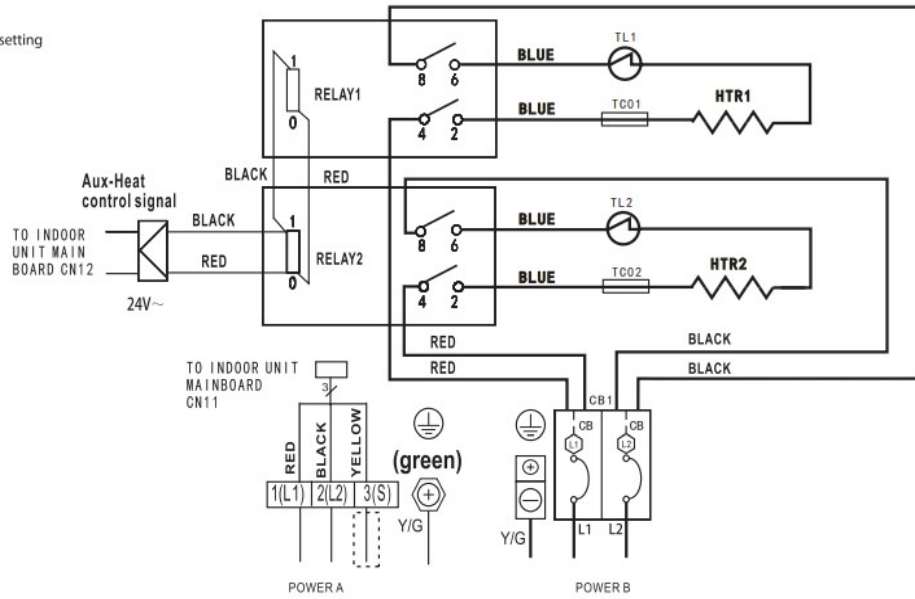 setting
TL1
BLUE
1
8 6
RELAY1
HTR1
BLUE
TCO1
0
4 2
BLACK
RED
Aux-Heat
control signal
TL2
BLACK
1
BLUE
TO INDOOR
UNIT MAIN
BOARD CN12
8 6
RELAY2
RED
HTR2
BLUE
TCO2
0
4 2
24V~
RED
BLACK
TO INDOOR UNIT
MAINBOARD
CN11
RED
BLACK
3
CB1
CB
CB
L1
L2
RED
BLACK
YELLOW
(green)
1(L1) 2(L2) 3(S)
Y/G
Y/G
L1
L2
POWER A
POWER B